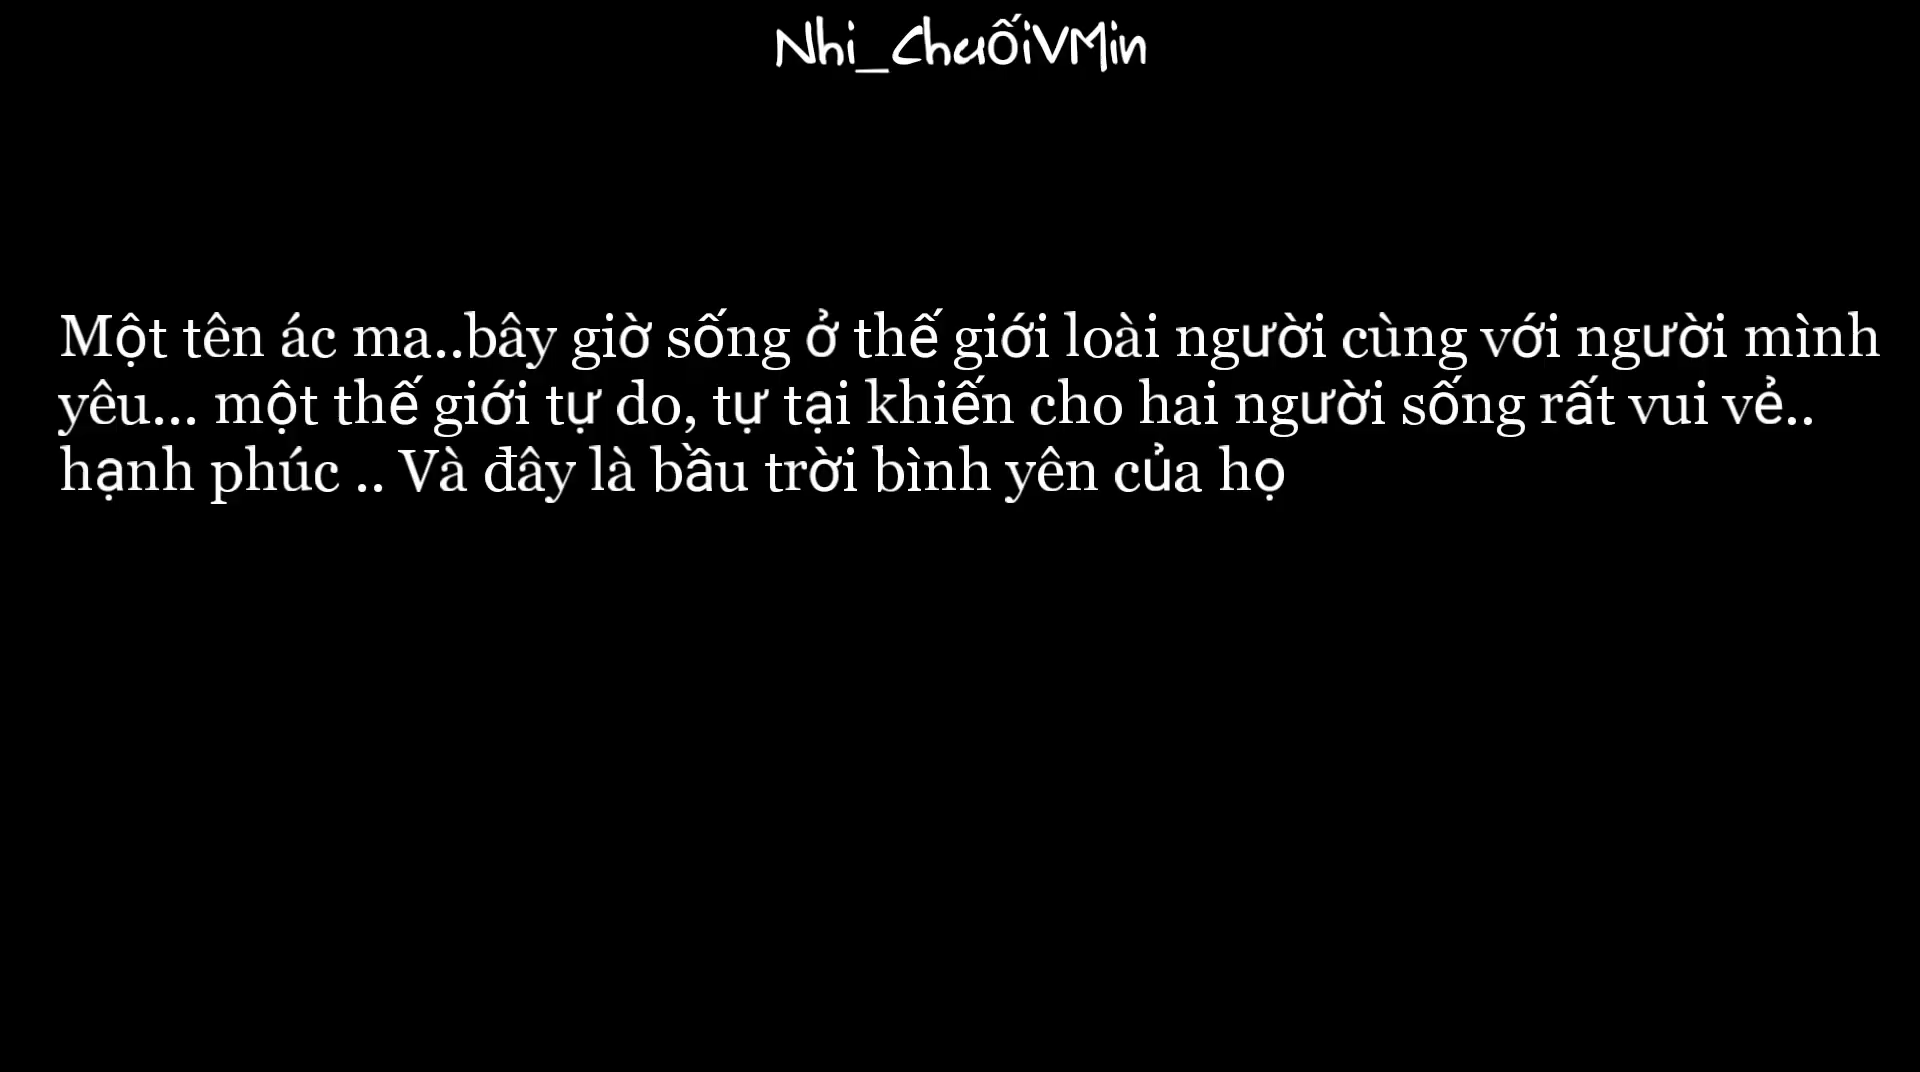 Nhi_ChuốiVMin
Một tên ác ma..bây giờ sống ở thế giới loài người cùng với người mình
yêu... một thế giới tự do, tự tại khiến cho hai người sống rất vui vẻ..
hạnh phúc .. Và đây là bầu trời bình yên của họ